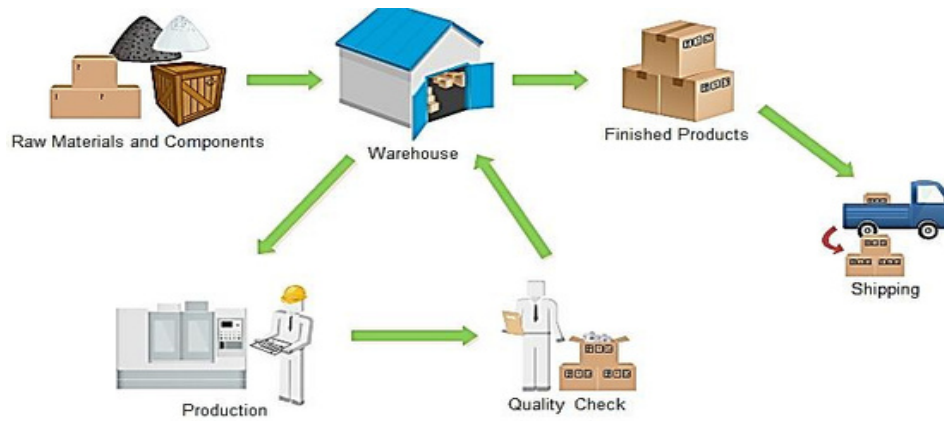 Raw Materials and Components
Warehouse
Finished Products
Shipping
Production
Quality Check